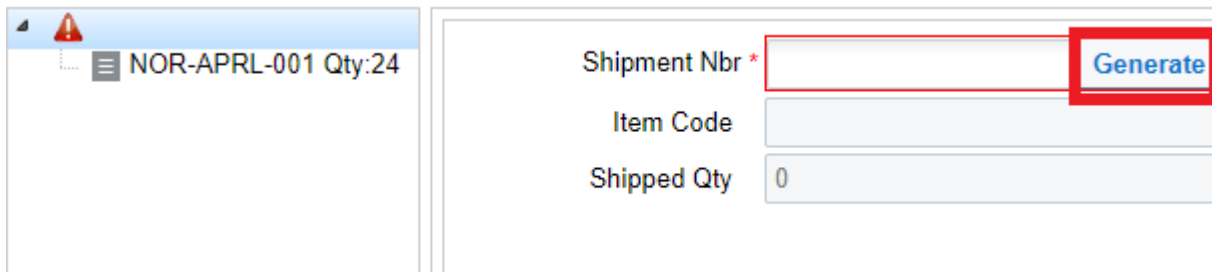 NOR-APRL-001 Qty:24
Shipment Nbr *
Generate
Item Code
Shipped Qty
0